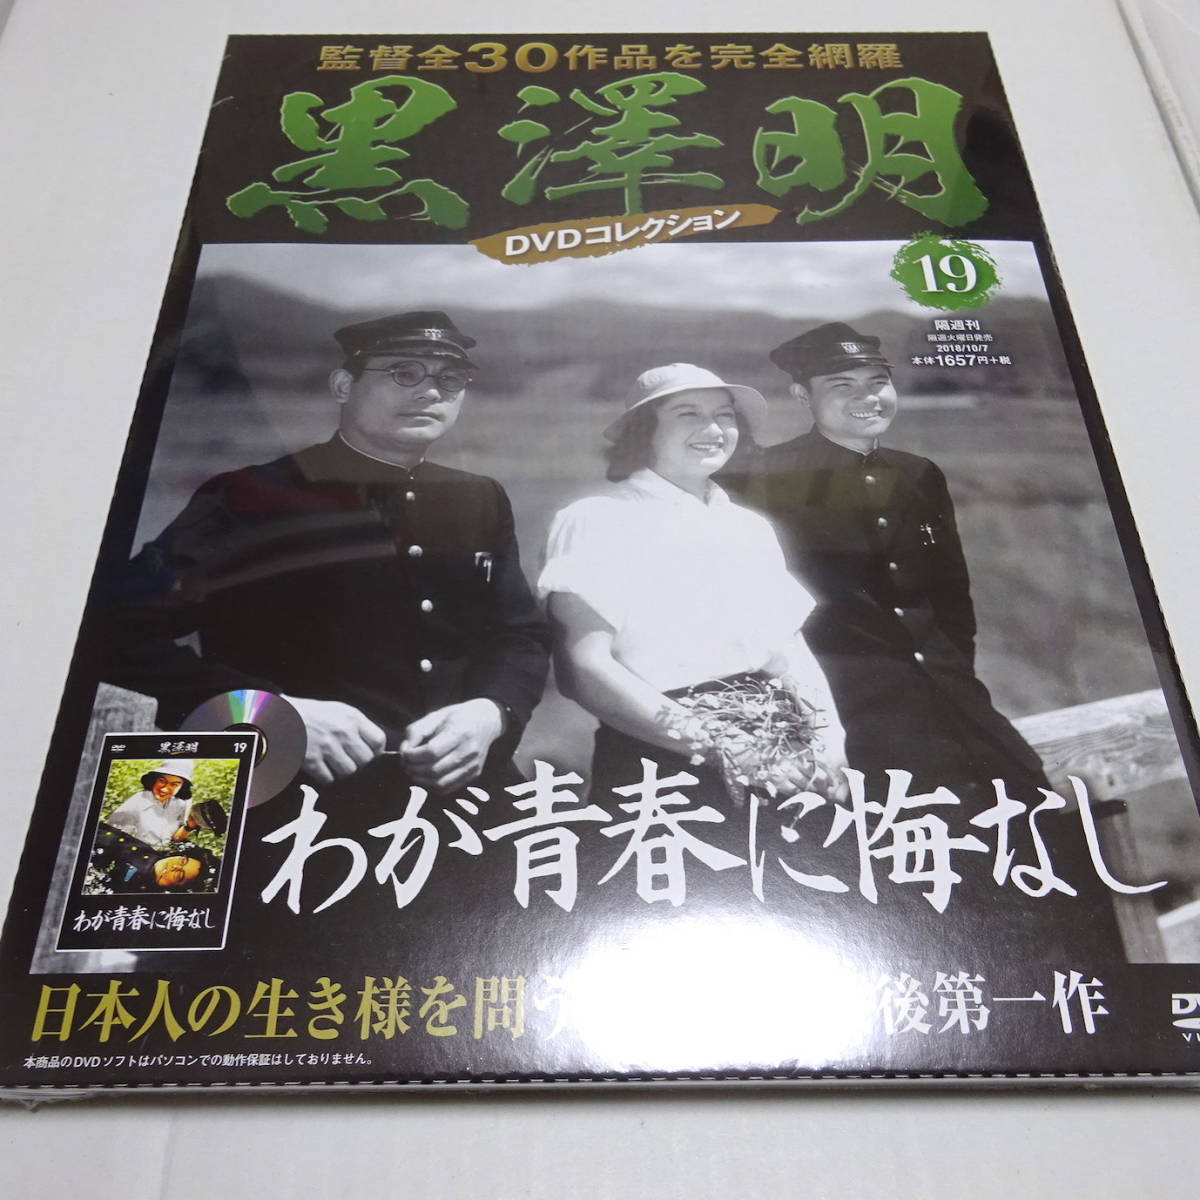 監督全30作品を完全網羅
黒澤明
DVDコレクション
19
隔週刊
隔週火曜日発売
2018/10/7
本体1657円+税
DVD 黒澤明 19
わが青春に悔なし
わが青春に悔なし
日本人の生き様を問う 後第一作
本商品のDVDソフトはパソコンでの動作保証はしておりません。